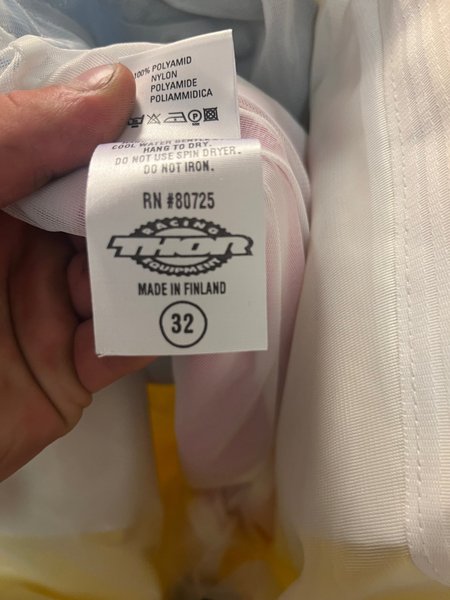 100% POLYAMID
NYLON
POLYAMIDE
POLIAMMIDICA
COOL WATER GENTLE
HANG TO DRY.
DO NOT USE SPIN DRYER.
DO NOT IRON.
RN #80725
RACING
THOR
EQUIPMENT
MADE IN FINLAND
32